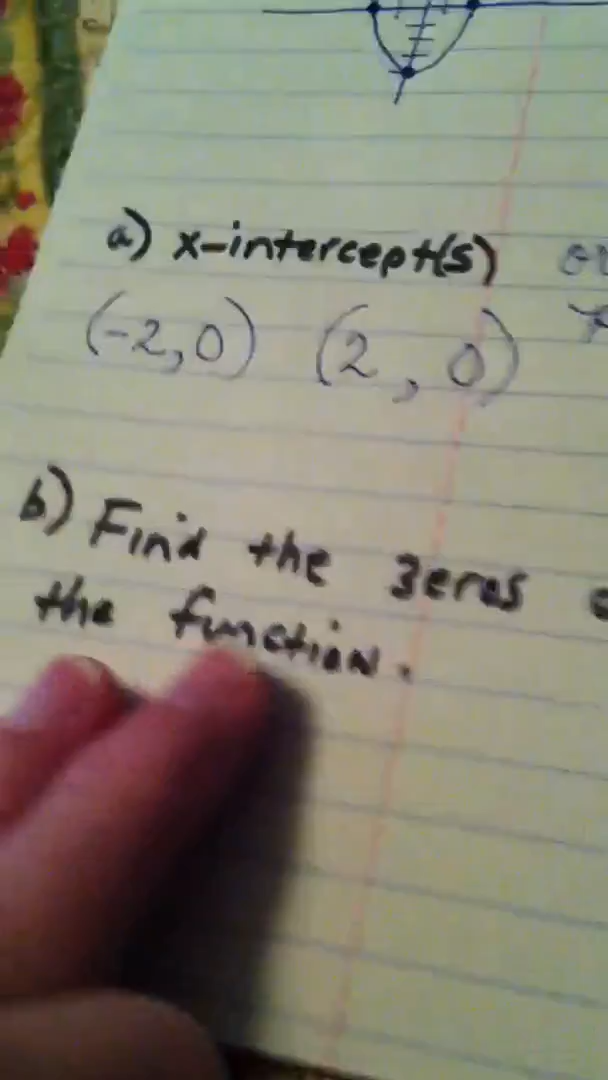 a) x-intercept(s)
(-2,0) (2, 0)
b) Find the zeros
the function.